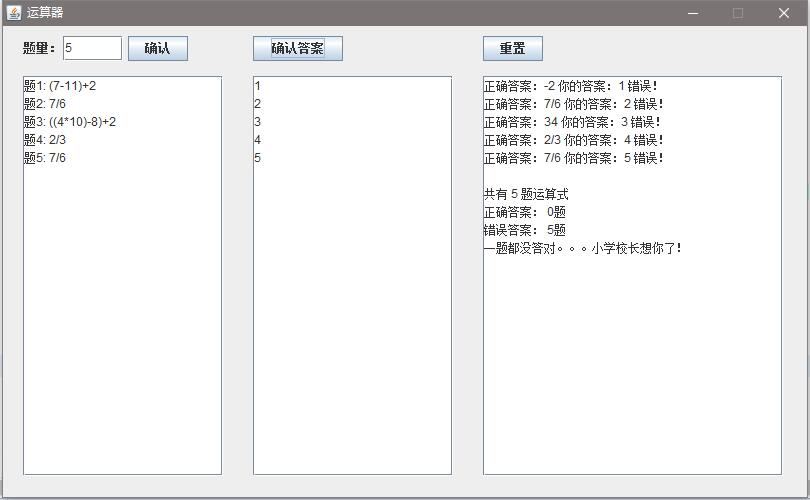 运算器
题量： 5 确认 确认答案 重置
题1: (7-11)+2
题2: 7/6
题3: ((4*10)-8)+2
题4: 2/3
题5: 7/6
1
2
3
4
5
正确答案：-2 你的答案：1 错误！
正确答案：7/6 你的答案：2 错误！
正确答案：34 你的答案：3 错误！
正确答案：2/3 你的答案：4 错误！
正确答案：7/6 你的答案：5 错误！
共有 5 题运算式
正确答案： 0题
错误答案： 5题
一题都没答对。。。小学校长想你了！